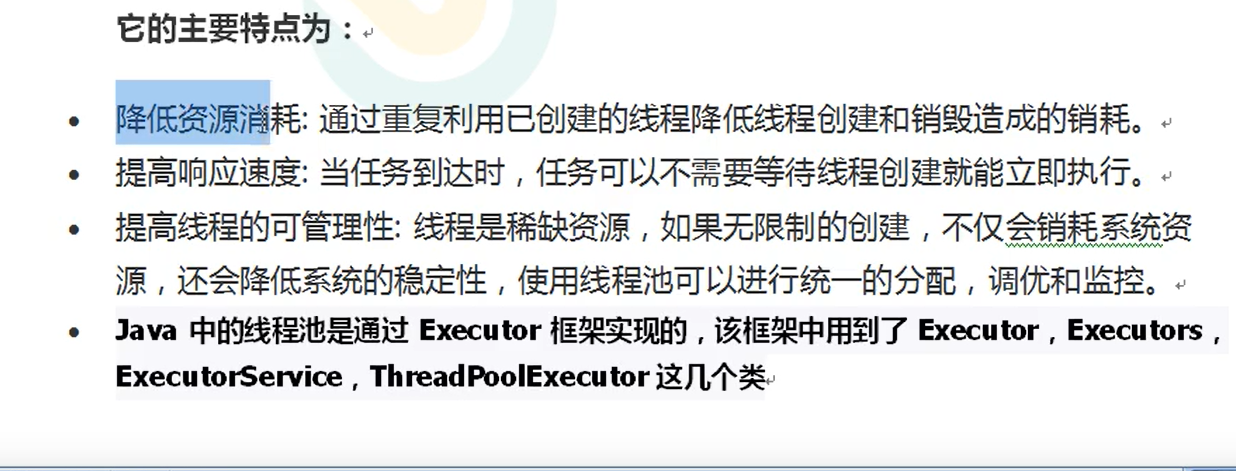 它的主要特点为：
降低资源消耗: 通过重复利用已创建的线程降低线程创建和销毁造成的销耗。
提高响应速度: 当任务到达时，任务可以不需要等待线程创建就能立即执行。
提高线程的可管理性: 线程是稀缺资源，如果无限制的创建，不仅会销耗系统资
源，还会降低系统的稳定性，使用线程池可以进行统一的分配，调优和监控。
Java 中的线程池是通过 Executor 框架实现的，该框架中用到了 Executor，Executors，
ExecutorService，ThreadPoolExecutor 这几个类